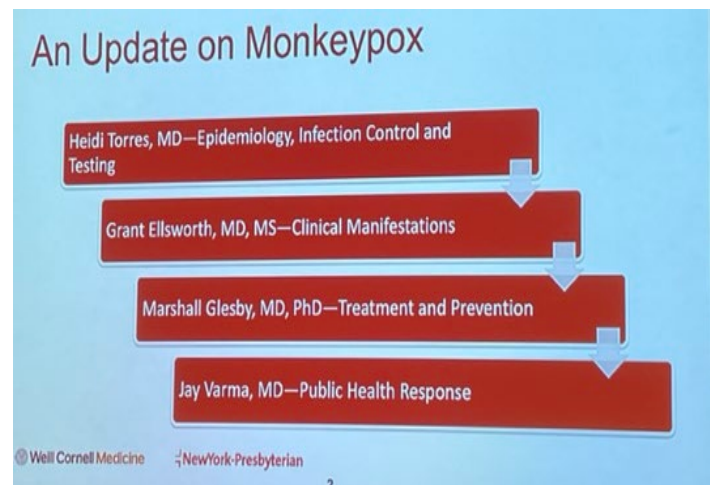 An Update on Monkeypox
Heidi Torres, MD—Epidemiology, Infection Control and
Testing
Grant Ellsworth, MD, MS—Clinical Manifestations
Marshall Glesby, MD, PhD—Treatment and Prevention
Jay Varma, MD—Public Health Response
Weill Cornell Medicine
NewYork-Presbyterian